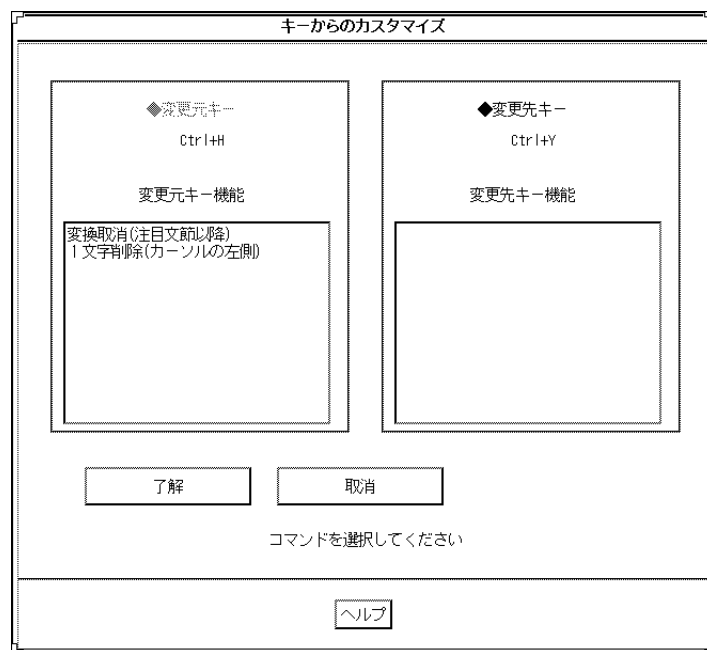 キーからのカスタマイズ
◆変更元キー
Ctrl+H
変更元キー機能
変換取消(注目文節以降)
１文字削除(カーソルの左側)
◆変更先キー
Ctrl+Y
変更先キー機能
了解
取消
コマンドを選択してください
ヘルプ